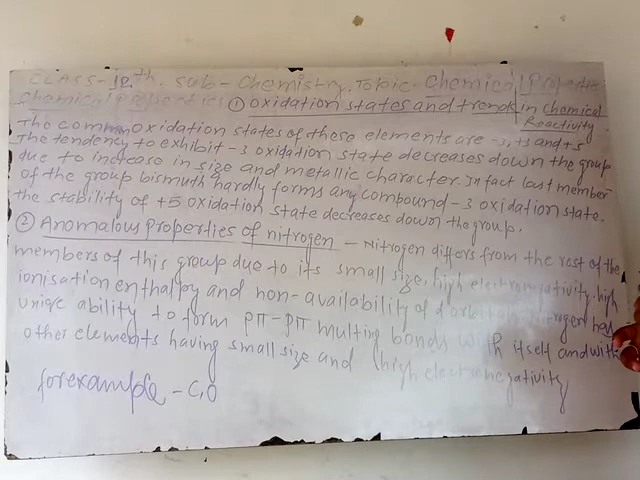 CLASS-12th, Sub- Chemistry. Topic- Chemical Properties
Chemical Properties ① Oxidation states and trends in chemical
Reactivity.
The common oxidation states of these elements are -3, +3 and +5
The tendency to exhibit -3 oxidation state decreases down the group
due to increase in size and metallic character. In fact last member
of the group bismuth hardly forms any compound -3 oxidation state.
the stability of +5 oxidation state decreases down the group.
② Anomalous Properties of nitrogen - Nitrogen differs from the rest of the
members of this group due to its small size, high electronegativity, high
ionisation enthalpy and non-availability of d orbitals. Nitrogen has
unique ability to form pπ-pπ bonds with itself and with
other elements having small size and (high electronegativity
for example - C, O